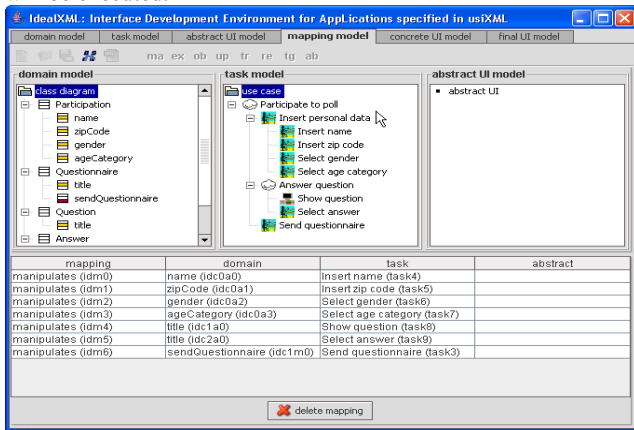 IdealXML: Interface Development Environment for AppLications specified in usiXML
domain model task model abstract UI model mapping model concrete UI model final UI model
ma ex ob up tr re tg ab
domain model
class diagram
Participation
name
zipCode
gender
ageCategory
Questionnaire
title
sendQuestionnaire
Question
title
Answer
task model
use case
Participate to poll
Insert personal data
Insert name
Insert zip code
Select gender
Select age category
Answer question
Show question
Select answer
Send questionnaire
abstract UI model
abstract UI
mapping domain task abstract
manipulates (idm0) name (idc0a0) Insert name (task4)
manipulates (idm1) zipCode (idc0a1) Insert zip code (task5)
manipulates (idm2) gender (idc0a2) Select gender (task6)
manipulates (idm3) ageCategory (idc0a3) Select age category (task7)
manipulates (idm4) title (idc1a0) Show question (task8)
manipulates (idm5) title (idc2a0) Select answer (task9)
manipulates (idm6) sendQuestionnaire (idc1m0) Send questionnaire (task3)
delete mapping